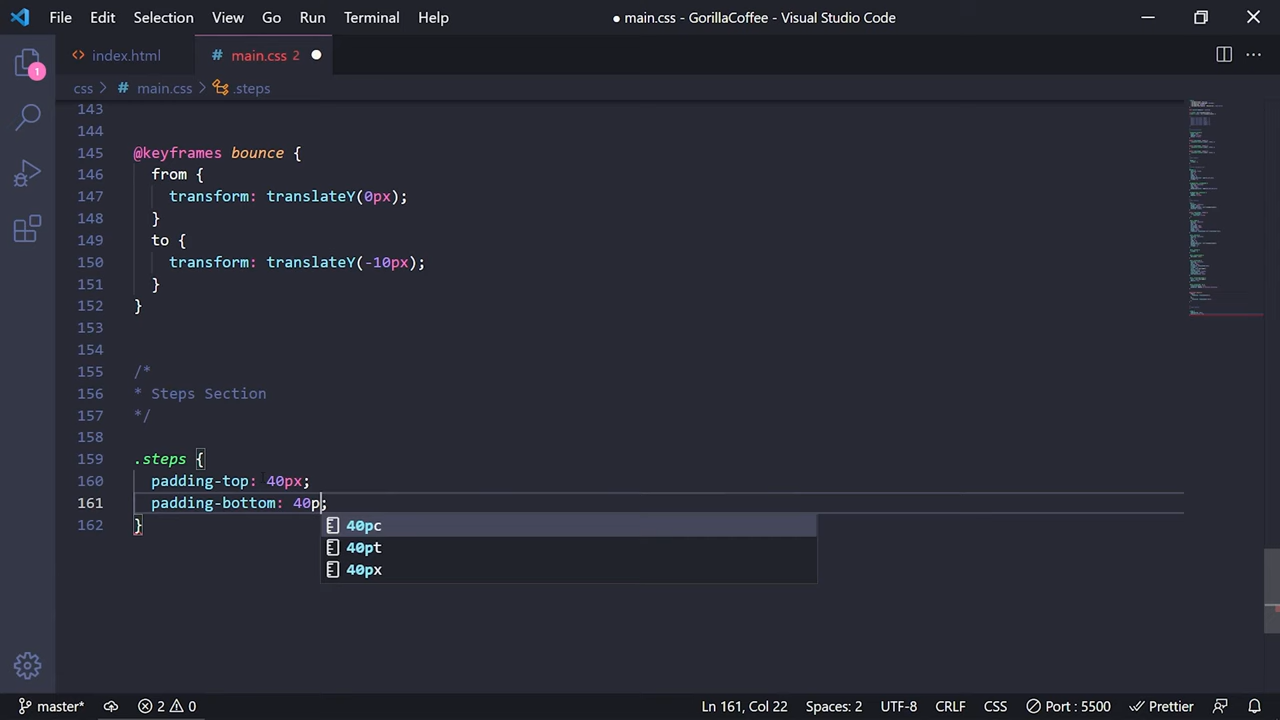 File Edit Selection View Go Run Terminal Help ● main.css - GorillaCoffee - Visual Studio Code
1
<> index.html # main.css 2 ●
css > # main.css > .steps
143
144
145 @keyframes bounce {
146 from {
147 transform: translateY(0px);
148 }
149 to {
150 transform: translateY(-10px);
151 }
152 }
153
154
155 /*
156 * Steps Section
157 */
158
159 .steps {
160 padding-top: 40px;
161 padding-bottom: 40p;
162 }
40pc
40pt
40px
master* 2 0 Ln 161, Col 22 Spaces: 2 UTF-8 CRLF CSS Port : 5500 Prettier